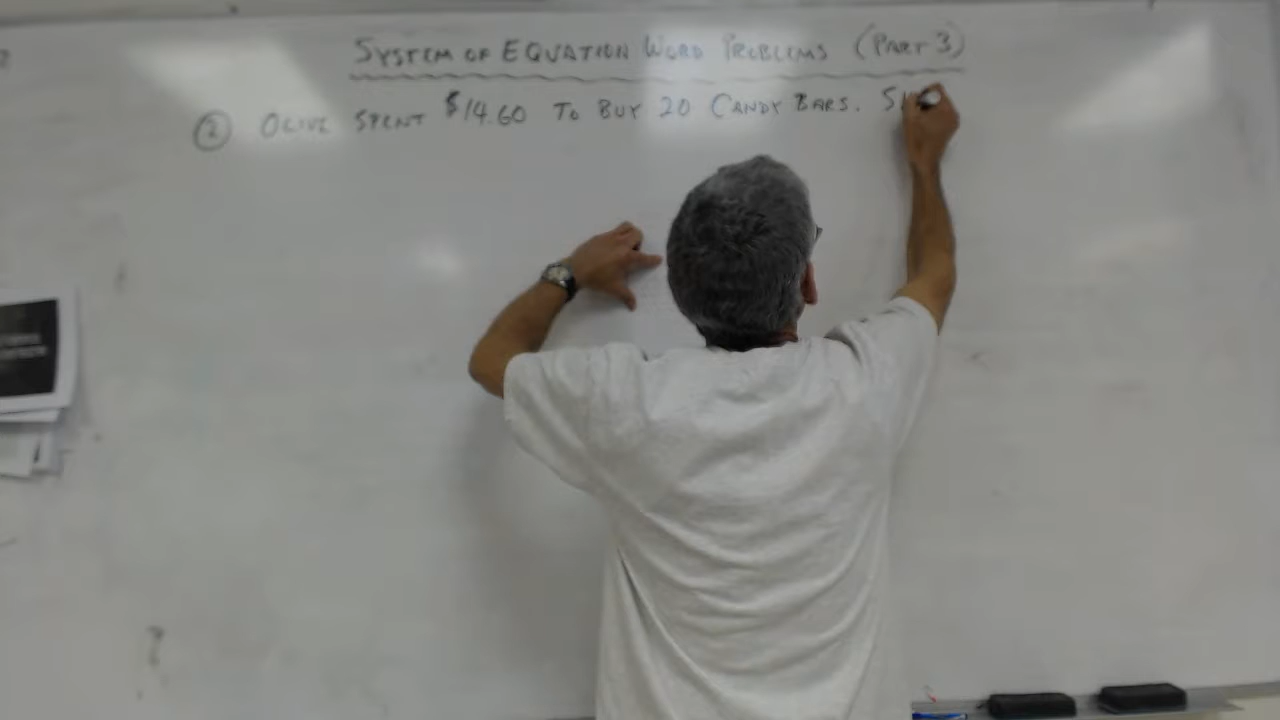 SYSTEM OF EQUATION WORD PROBLEMS (PART 3)
② OLIVE SPENT $14.60 TO BUY 20 CANDY BARS.